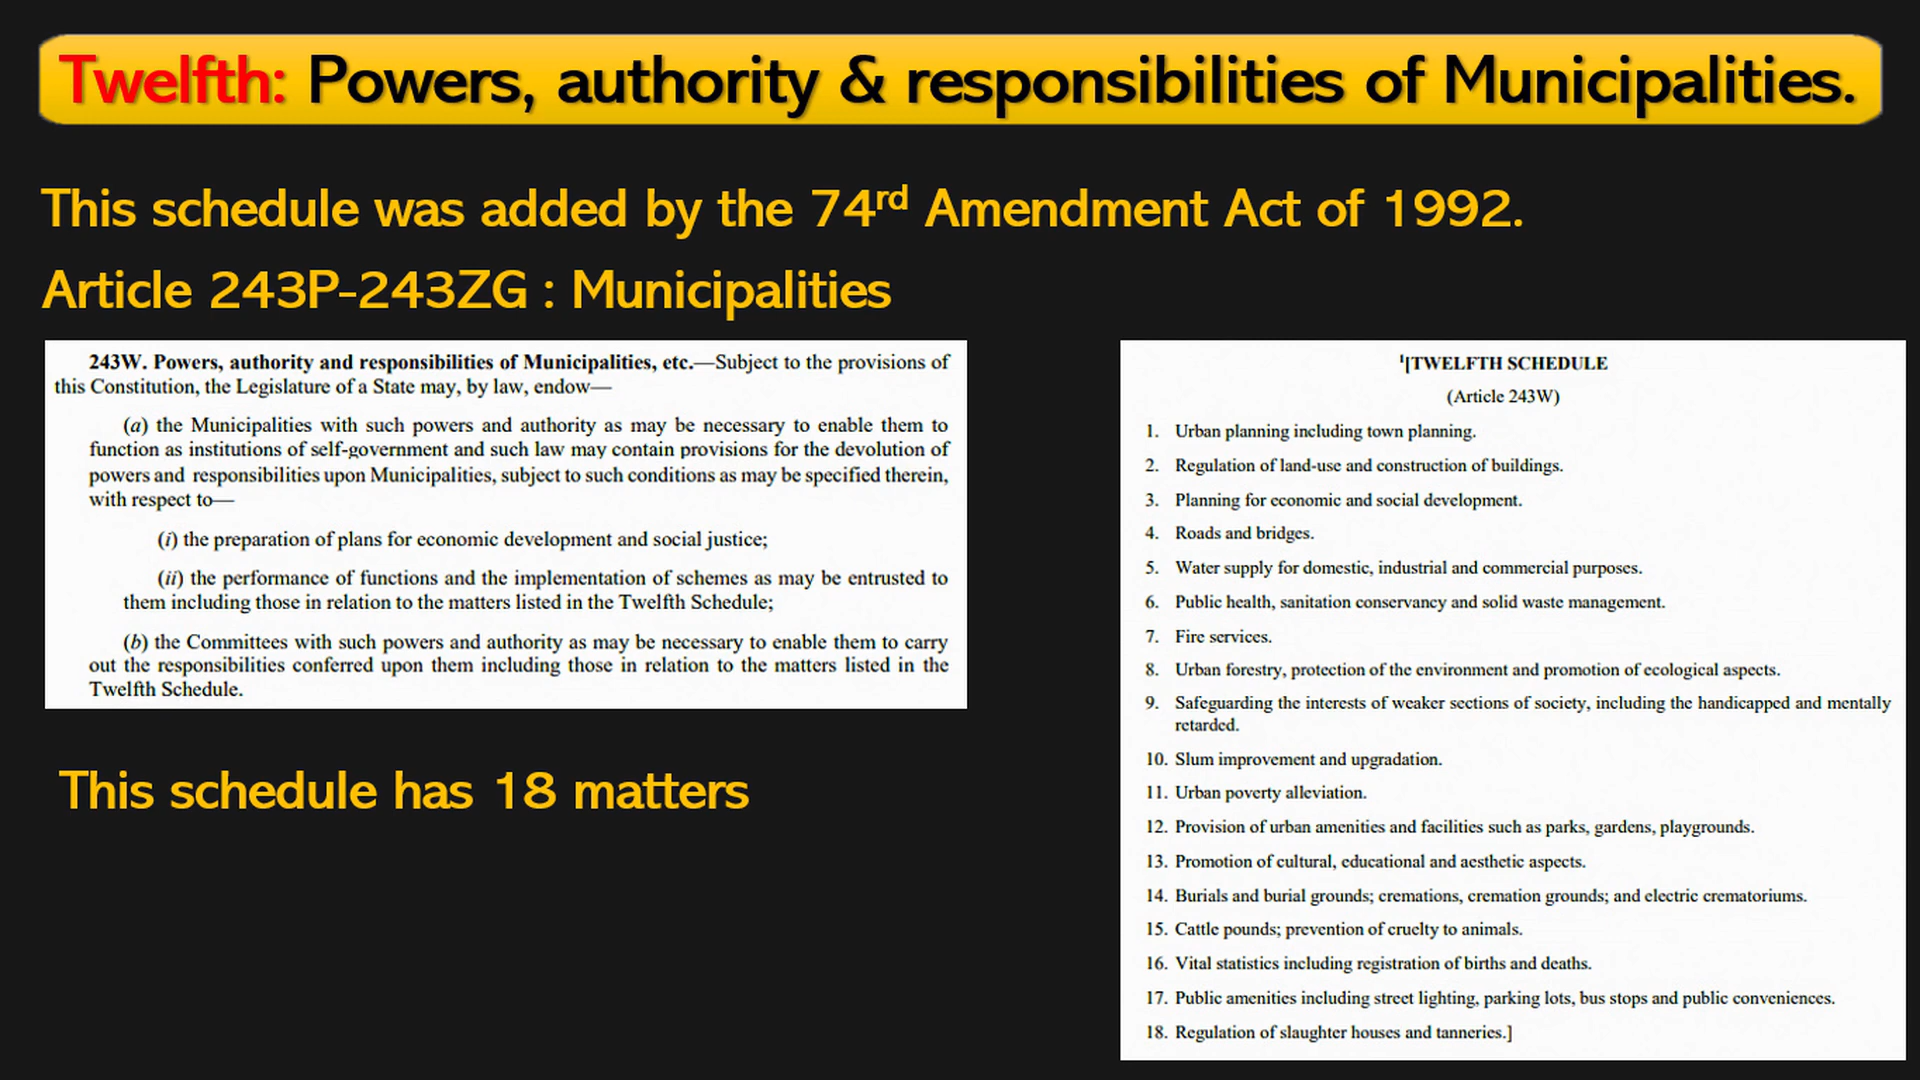 Twelfth: Powers, authority & responsibilities of Municipalities.
This schedule was added by the 74rd Amendment Act of 1992.
Article 243P-243ZG : Municipalities
243W. Powers, authority and responsibilities of Municipalities, etc.—Subject to the provisions of
this Constitution, the Legislature of a State may, by law, endow—
(a) the Municipalities with such powers and authority as may be necessary to enable them to
function as institutions of self-government and such law may contain provisions for the devolution of
powers and responsibilities upon Municipalities, subject to such conditions as may be specified therein,
with respect to—
(i) the preparation of plans for economic development and social justice;
(ii) the performance of functions and the implementation of schemes as may be entrusted to
them including those in relation to the matters listed in the Twelfth Schedule;
(b) the Committees with such powers and authority as may be necessary to enable them to carry
out the responsibilities conferred upon them including those in relation to the matters listed in the
Twelfth Schedule.
This schedule has 18 matters
¹[TWELFTH SCHEDULE
(Article 243W)
1. Urban planning including town planning.
2. Regulation of land-use and construction of buildings.
3. Planning for economic and social development.
4. Roads and bridges.
5. Water supply for domestic, industrial and commercial purposes.
6. Public health, sanitation conservancy and solid waste management.
7. Fire services.
8. Urban forestry, protection of the environment and promotion of ecological aspects.
9. Safeguarding the interests of weaker sections of society, including the handicapped and mentally
retarded.
10. Slum improvement and upgradation.
11. Urban poverty alleviation.
12. Provision of urban amenities and facilities such as parks, gardens, playgrounds.
13. Promotion of cultural, educational and aesthetic aspects.
14. Burials and burial grounds; cremations, cremation grounds; and electric crematoriums.
15. Cattle pounds; prevention of cruelty to animals.
16. Vital statistics including registration of births and deaths.
17. Public amenities including street lighting, parking lots, bus stops and public conveniences.
18. Regulation of slaughter houses and tanneries.]